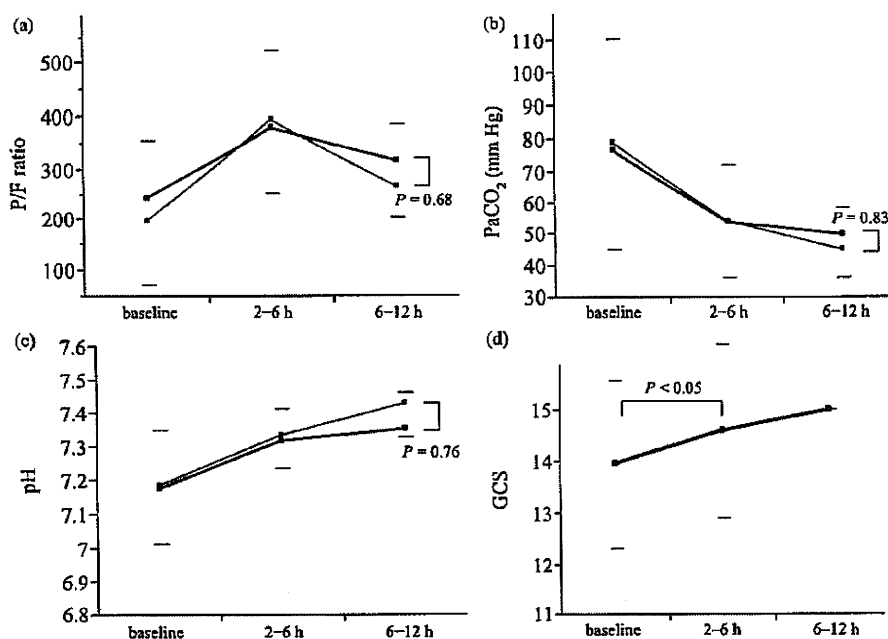 (a)
500
400
300
200
100
P/F ratio
P = 0.68
baseline
2–6 h
6–12 h
(b)
110
100
90
80
70
60
50
40
30
PaCO₂ (mm Hg)
P = 0.83
baseline
2–6 h
6–12 h
(c)
7.6
7.5
7.4
7.3
7.2
7.1
7
6.9
6.8
pH
P = 0.76
baseline
2–6 h
6–12 h
(d)
15
14
13
12
11
GCS
P < 0.05
baseline
2–6 h
6–12 h